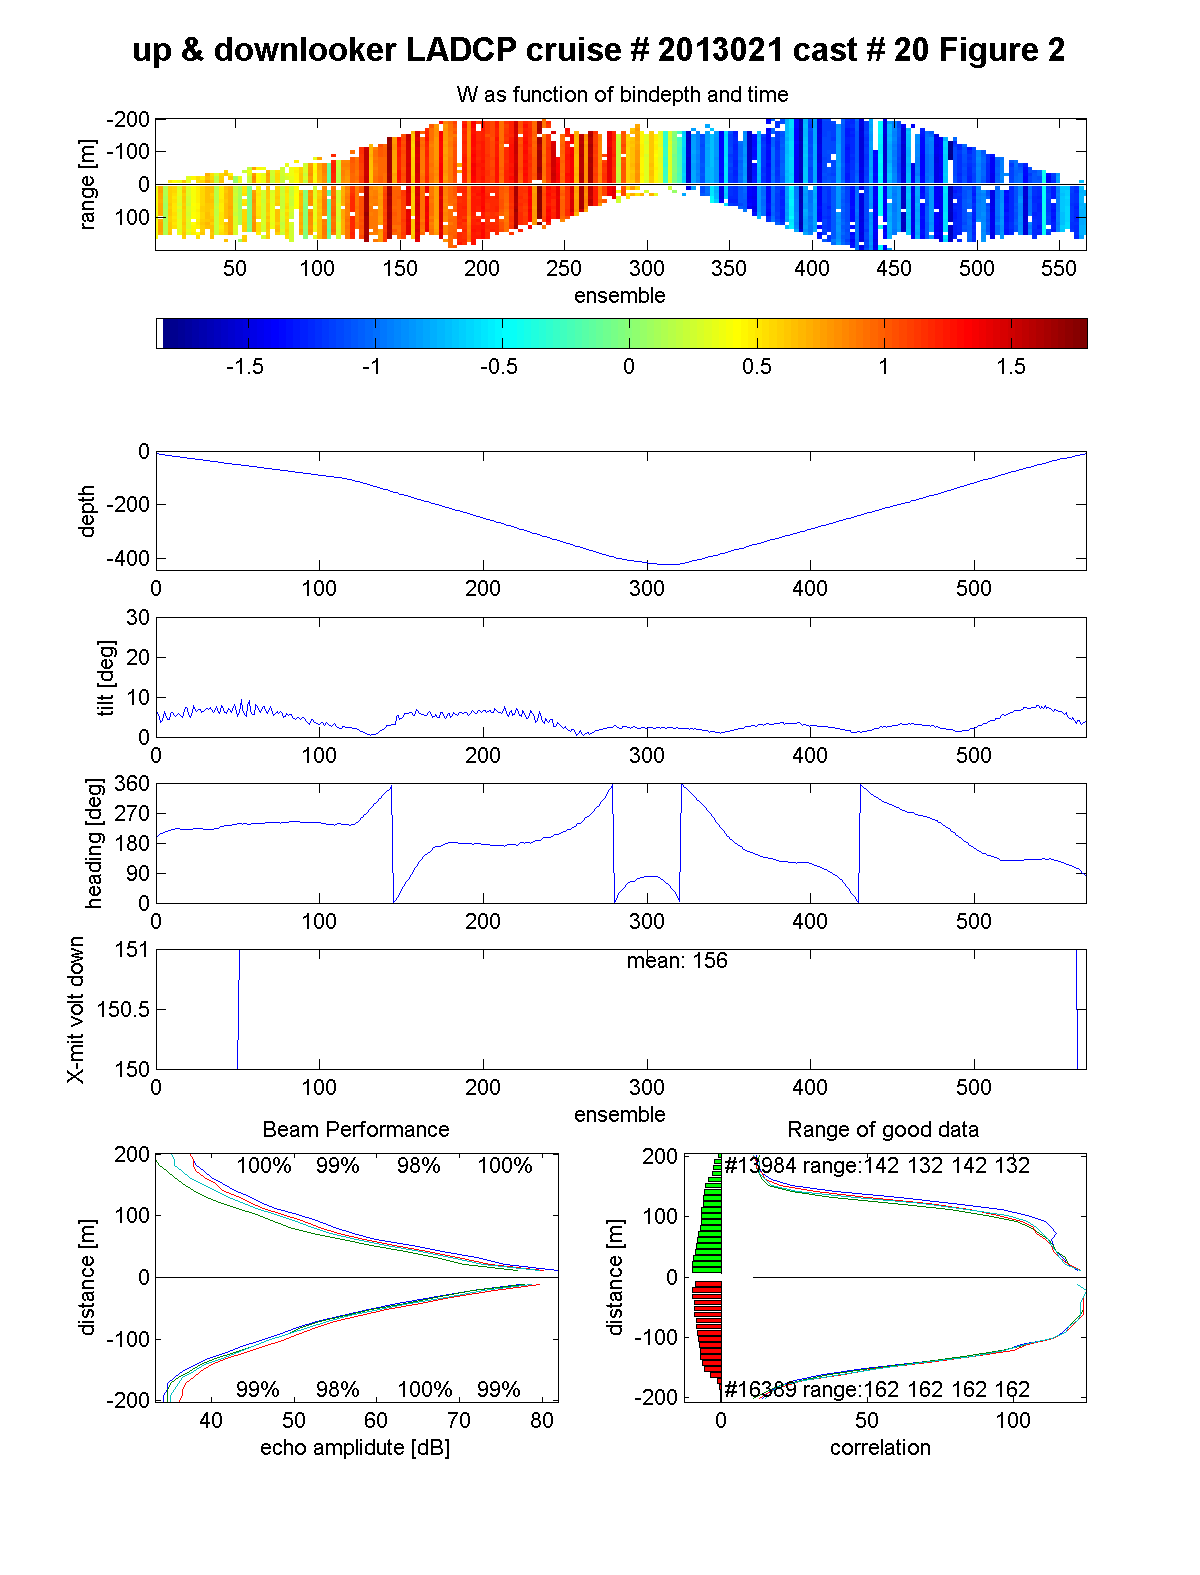 up & downlooker LADCP cruise # 2013021 cast # 20 Figure 2
W as function of bindepth and time
range [m]
-200
-100
0
100
50 100 150 200 250 300 350 400 450 500 550
ensemble
-1.5 -1 -0.5 0 0.5 1 1.5
depth
0
-200
-400
0 100 200 300 400 500
tilt [deg]
30
20
10
0
0 100 200 300 400 500
heading [deg]
360
270
180
90
0
0 100 200 300 400 500
X-mit volt down
151
150.5
150
mean: 156
0 100 200 300 400 500
ensemble
Beam Performance
distance [m]
200
100
0
-100
-200
100% 99% 98% 100%
99% 98% 100% 99%
40 50 60 70 80
echo amplidute [dB]
Range of good data
distance [m]
200
100
0
-100
-200
#13984 range:142 132 142 132
#16389 range:162 162 162 162
0 50 100
correlation